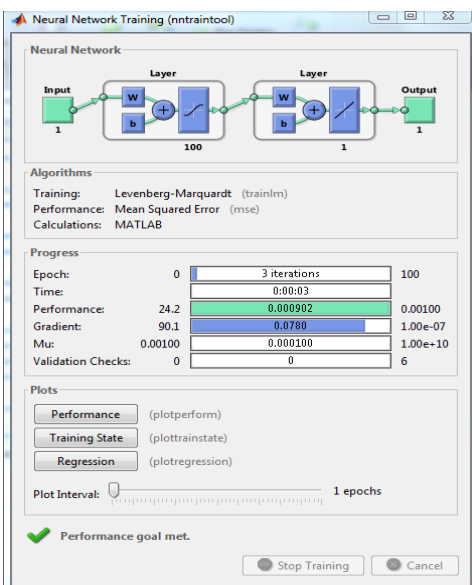 Neural Network Training (nntraintool)
Neural Network
Layer Layer
Input Output
W W
b b
1 1
100 1
Algorithms
Training: Levenberg-Marquardt (trainlm)
Performance: Mean Squared Error (mse)
Calculations: MATLAB
Progress
Epoch: 0 3 iterations 100
Time: 0:00:03
Performance: 24.2 0.000902 0.00100
Gradient: 90.1 0.0780 1.00e-07
Mu: 0.00100 0.000100 1.00e+10
Validation Checks: 0 0 6
Plots
Performance (plotperform)
Training State (plottrainstate)
Regression (plotregression)
Plot Interval: 1 epochs
Performance goal met.
Stop Training Cancel